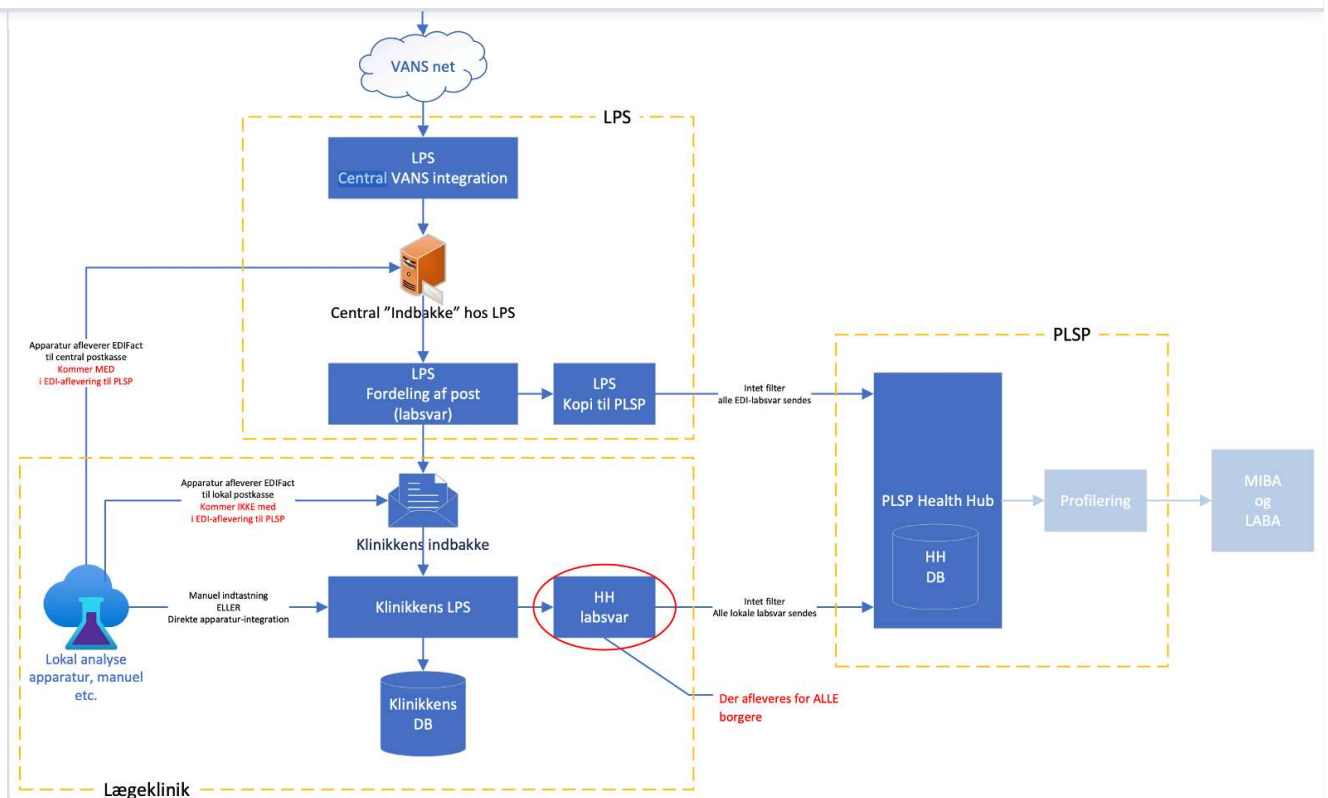 VANS net
LPS
LPS
Central VANS integration
Central ”Indbakke” hos LPS
Apparatur afleverer EDIFact
til central postkasse
Kommer MED
i EDI-aflevering til PLSP
LPS
Fordeling af post
(labsvar)
LPS
Kopi til PLSP
Intet filter
alle EDI-labsvar sendes
PLSP
PLSP Health Hub
HH
DB
Profilering
MIBA
og
LABA
Apparatur afleverer EDIFact
til lokal postkasse
Kommer IKKE med
i EDI-aflevering til PLSP
Klinikkens indbakke
Manuel indtastning
ELLER
Direkte apparatur-integration
Klinikkens LPS
HH
labsvar
Intet filter
Alle lokale labsvar sendes
Lokal analyse
apparatur, manuel
etc.
Klinikkens
DB
Der afleveres for ALLE
borgere
Lægeklinik